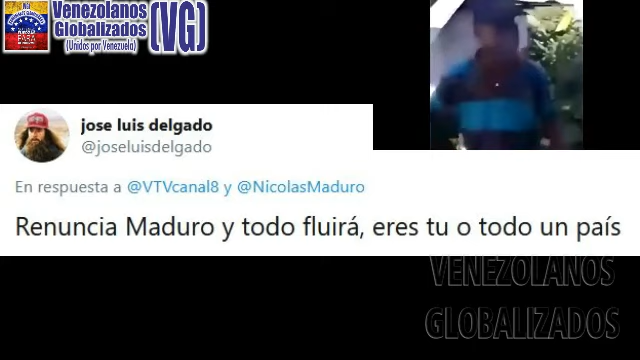 Venezolanos
Globalizados
(Unidos por Venezuela)
(VG)
jose luis delgado
@joseluisdelgado
En respuesta a @VTVcanal8 y @NicolasMaduro
Renuncia Maduro y todo fluirá, eres tu o todo un país
VENEZOLANOS
GLOBALIZADOS